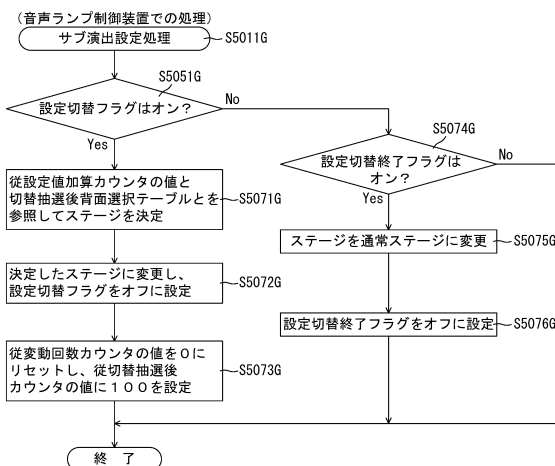 (音声ランプ制御装置での処理)
サブ演出設定処理
S5011G
S5051G
設定切替フラグはオン?
No
Yes
S5074G
設定切替終了フラグは
オン?
No
Yes
従設定値加算カウンタの値と
切替抽選後背面選択テーブルとを
参照してステージを決定
S5071G
ステージを通常ステージに変更
S5075G
決定したステージに変更し、
設定切替フラグをオフに設定
S5072G
設定切替終了フラグをオフに設定
S5076G
従変動回数カウンタの値を0に
リセットし、従切替抽選後
カウンタの値に100を設定
S5073G
終 了